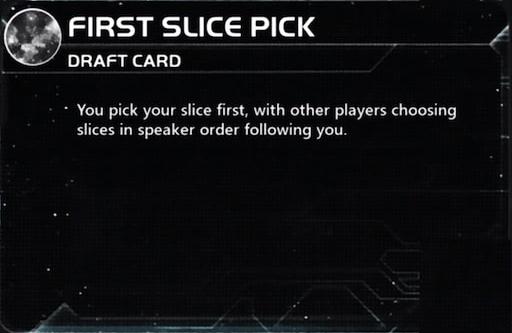 FIRST SLICE PICK
DRAFT CARD
You pick your slice first, with other players choosing
slices in speaker order following you.